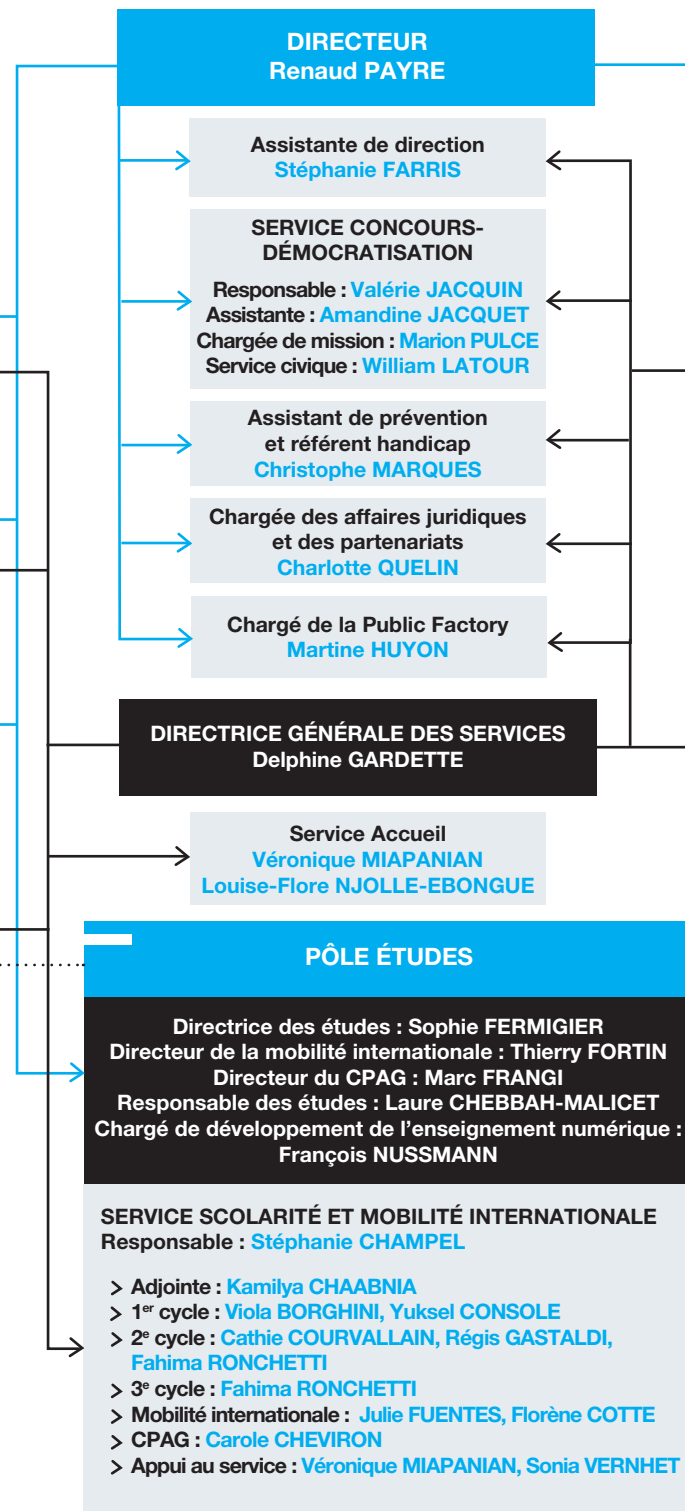 DIRECTEUR
Renaud PAYRE
Assistante de direction
Stéphanie FARRIS
SERVICE CONCOURS-
DÉMOCRATISATION
Responsable : Valérie JACQUIN
Assistante : Amandine JACQUET
Chargée de mission : Marion PULCE
Service civique : William LATOUR
Assistant de prévention
et référent handicap
Christophe MARQUES
Chargée des affaires juridiques
et des partenariats
Charlotte QUELIN
Chargé de la Public Factory
Martine HUYON
DIRECTRICE GÉNÉRALE DES SERVICES
Delphine GARDETTE
Service Accueil
Véronique MIAPANIAN
Louise-Flore NJOLLE-EBONGUE
PÔLE ÉTUDES
Directrice des études : Sophie FERMIGIER
Directeur de la mobilité internationale : Thierry FORTIN
Directeur du CPAG : Marc FRANGI
Responsable des études : Laure CHEBBAH-MALICET
Chargé de développement de l’enseignement numérique :
François NUSSMANN
SERVICE SCOLARITÉ ET MOBILITÉ INTERNATIONALE
Responsable : Stéphanie CHAMPEL
> Adjointe : Kamilya CHAABNIA
> 1er cycle : Viola BORGHINI, Yuksel CONSOLE
> 2e cycle : Cathie COURVALLAIN, Régis GASTALDI,
Fahima RONCHETTI
> 3e cycle : Fahima RONCHETTI
> Mobilité internationale : Julie FUENTES, Florène COTTE
> CPAG : Carole CHEVIRON
> Appui au service : Véronique MIAPANIAN, Sonia VERNHET